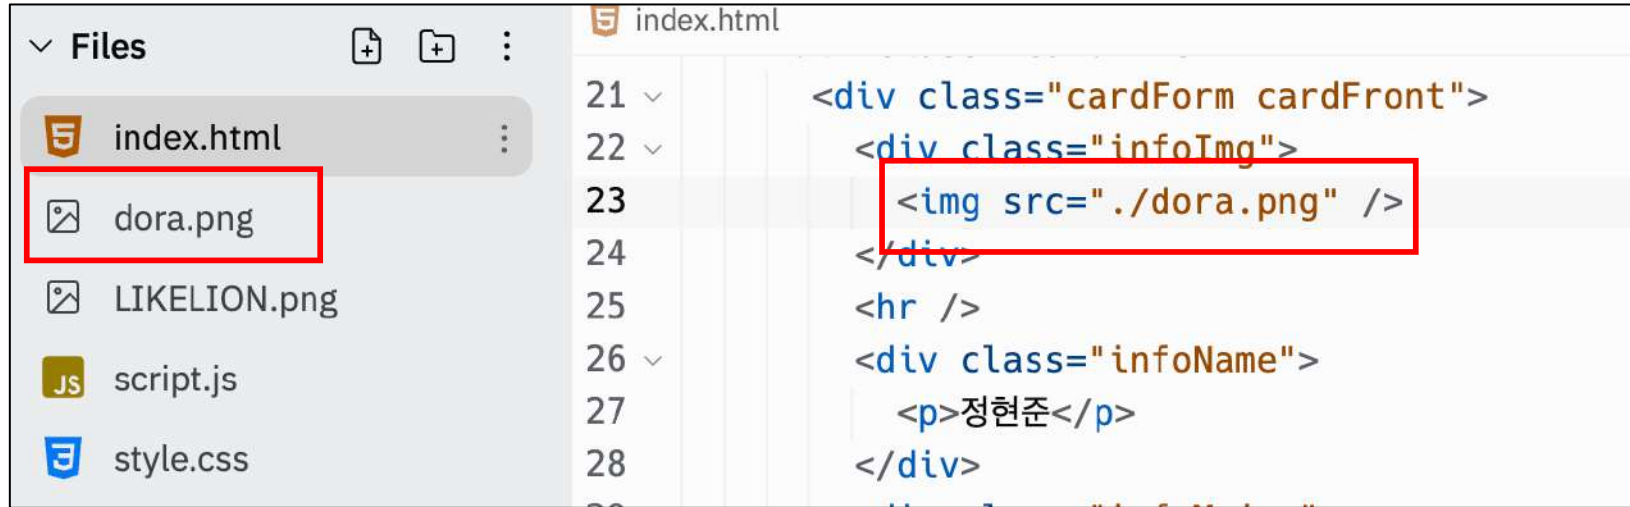 Files
index.html
dora.png
LIKELION.png
JS script.js
style.css
index.html
21 <div class="cardForm cardFront">
22 <div class="infoImg">
23 <img src="./dora.png" />
24 </div>
25 <hr />
26 <div class="infoName">
27 <p>정현준</p>
28 </div>